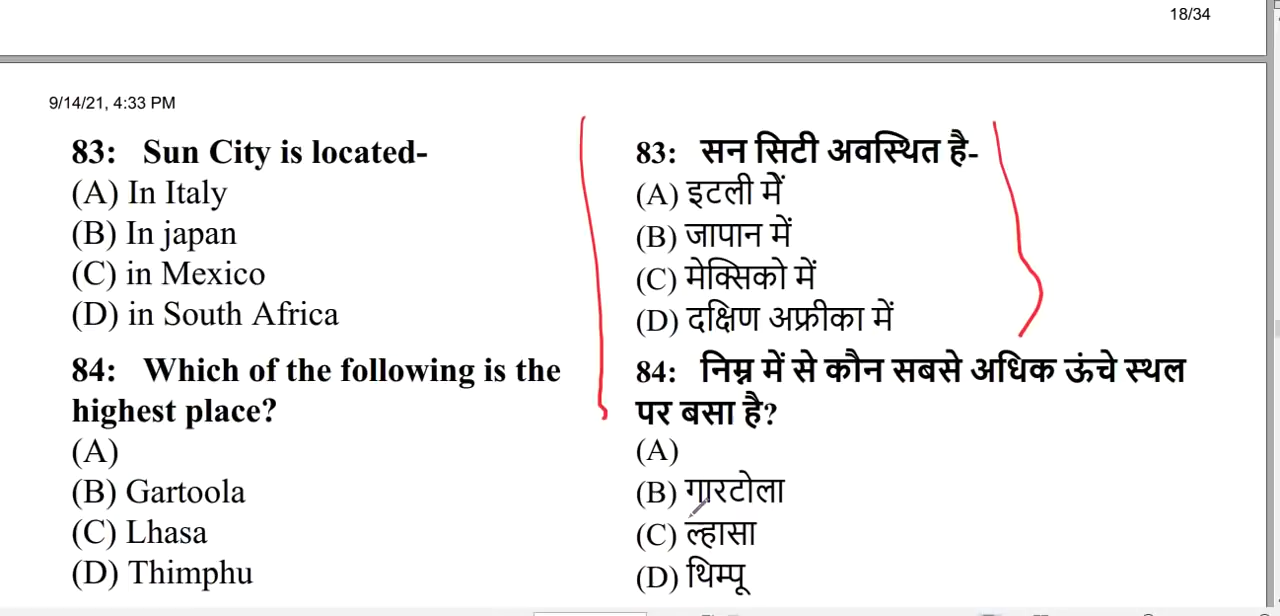 18/34
9/14/21, 4:33 PM
83: Sun City is located-
(A) In Italy
(B) In japan
(C) in Mexico
(D) in South Africa
84: Which of the following is the
highest place?
(A)
(B) Gartoola
(C) Lhasa
(D) Thimphu
83: सन सिटी अवस्थित है-
(A) इटली में
(B) जापान में
(C) मेक्सिको में
(D) दक्षिण अफ्रीका में
84: निम्न में से कौन सबसे अधिक ऊंचे स्थल
पर बसा है?
(A)
(B) गारटोला
(C) ल्हासा
(D) थिम्पू